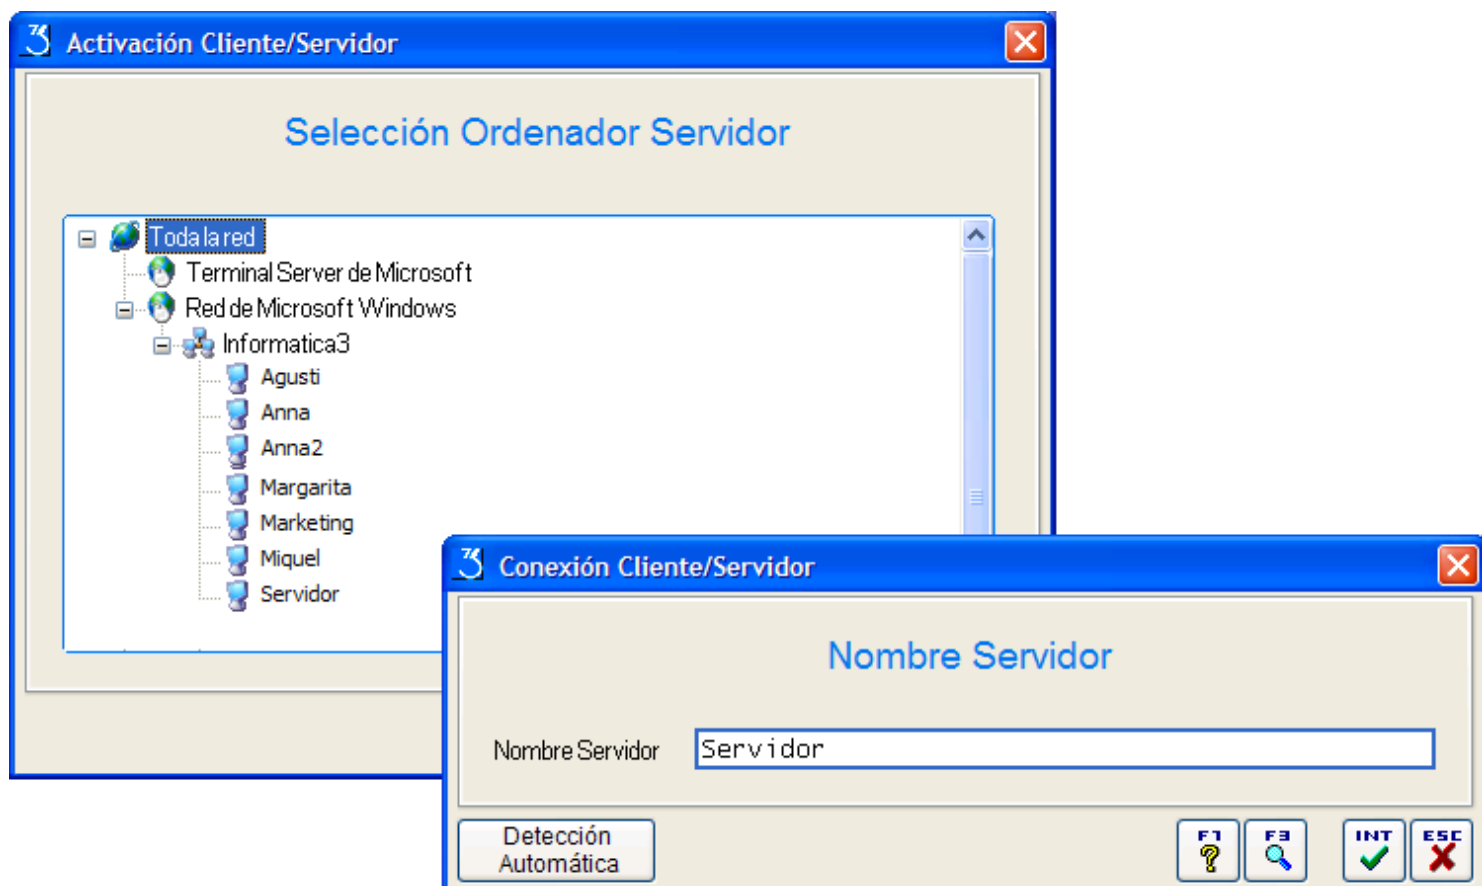 Activación Cliente/Servidor
Selección Ordenador Servidor
Toda la red
Terminal Server de Microsoft
Red de Microsoft Windows
Informatica3
Agusti
Anna
Anna2
Margarita
Marketing
Miquel
Servidor
Conexión Cliente/Servidor
Nombre Servidor
Nombre Servidor Servidor
Detección
Automática
F1 F3 INT ESC